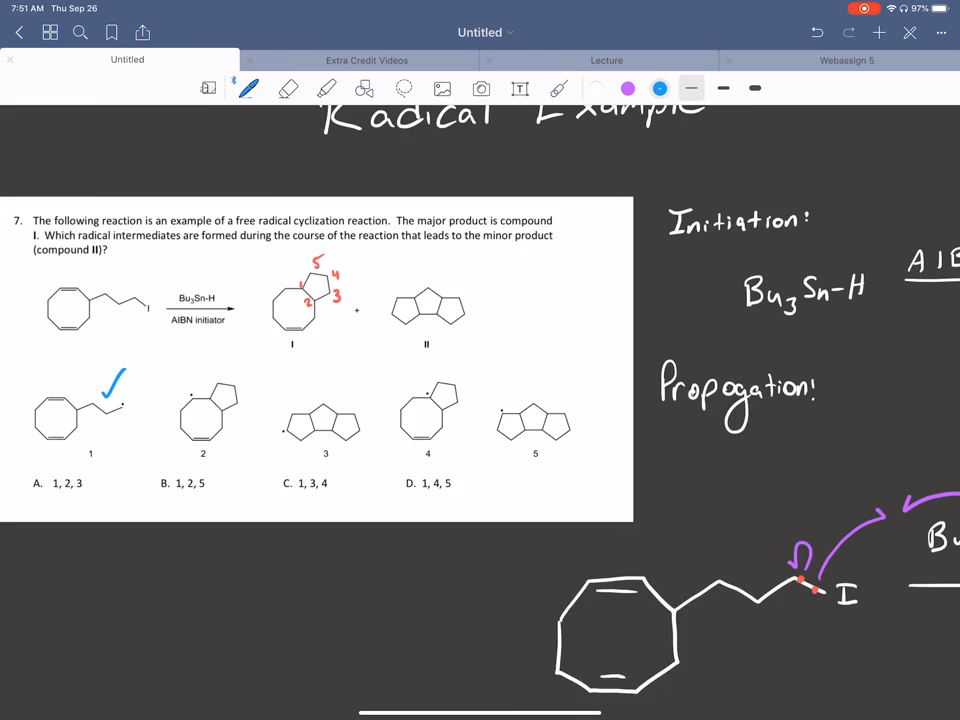 7:51 AM Thu Sep 26
97%
Untitled
Untitled
Extra Credit Videos
Lecture
Webassign 5
T
Radical Example
7. The following reaction is an example of a free radical cyclization reaction. The major product is compound
I. Which radical intermediates are formed during the course of the reaction that leads to the minor product
(compound II)?
5
4
1
2
3
I
Bu3Sn-H
AIBN initiator
+
I
II
1
2
3
4
5
A. 1, 2, 3
B. 1, 2, 5
C. 1, 3, 4
D. 1, 4, 5
Initiation:
Bu3Sn-H
AIB
Propogation:
Bu
I